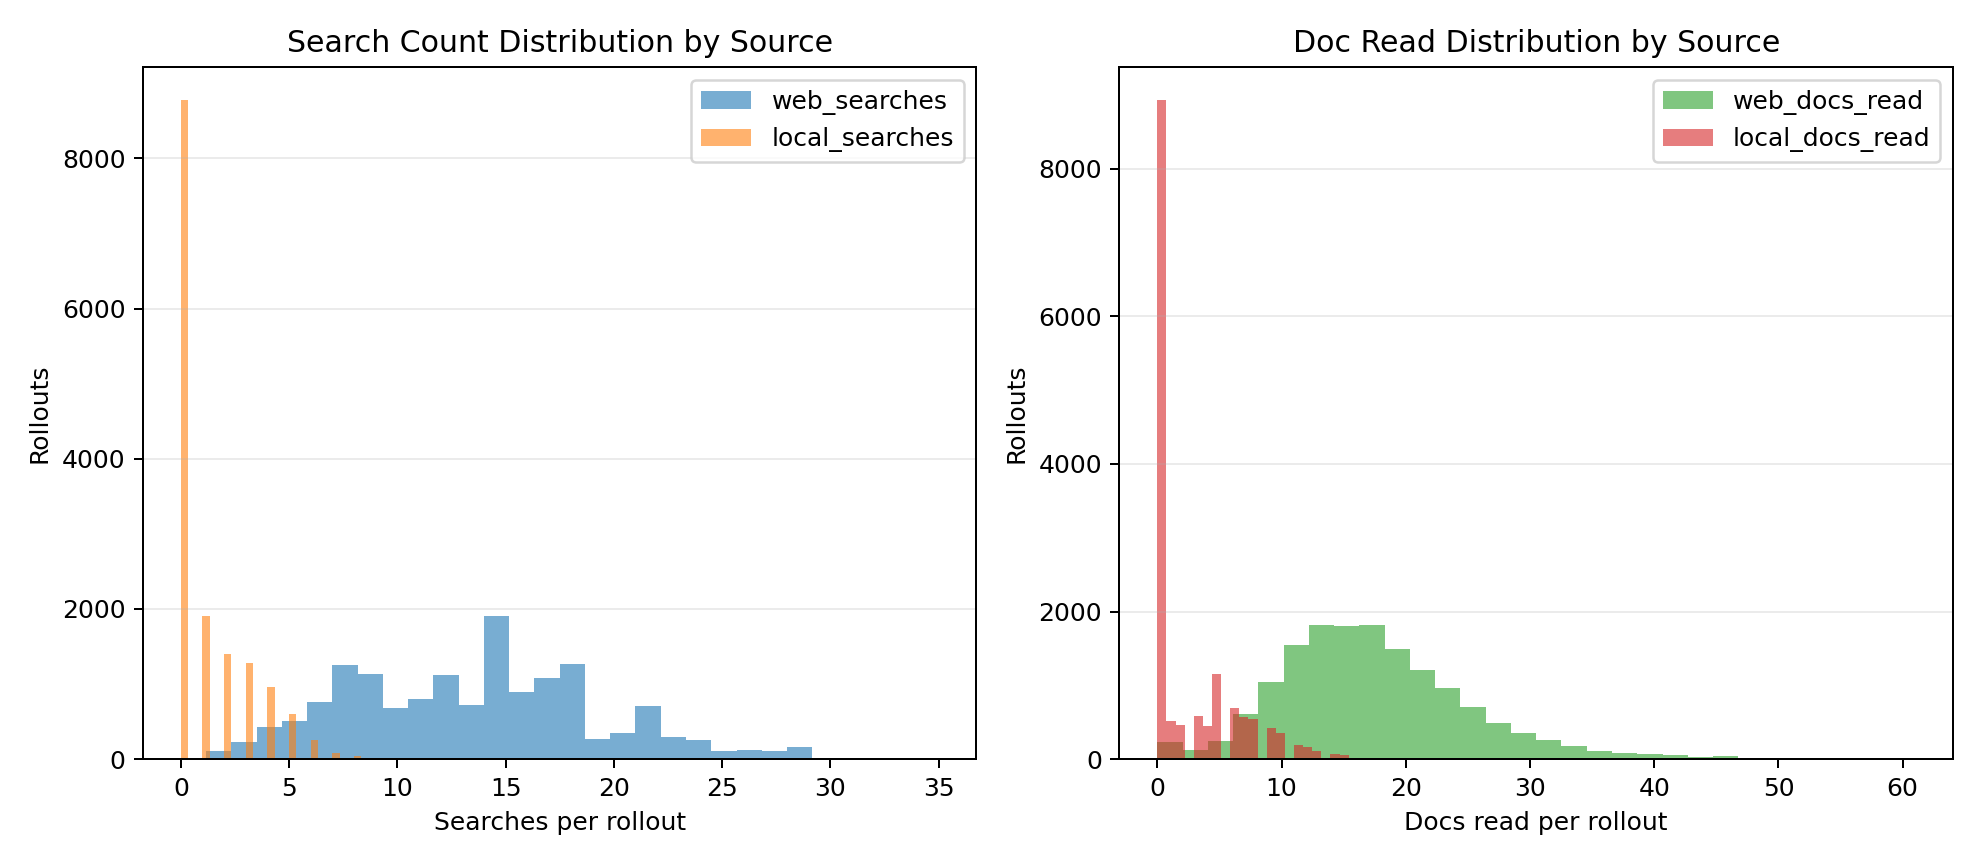 Search Count Distribution by Source
web_searches
local_searches
8000
6000
4000
2000
0
Rollouts
0 5 10 15 20 25 30 35
Searches per rollout
Doc Read Distribution by Source
web_docs_read
local_docs_read
8000
6000
4000
2000
0
Rollouts
0 10 20 30 40 50 60
Docs read per rollout